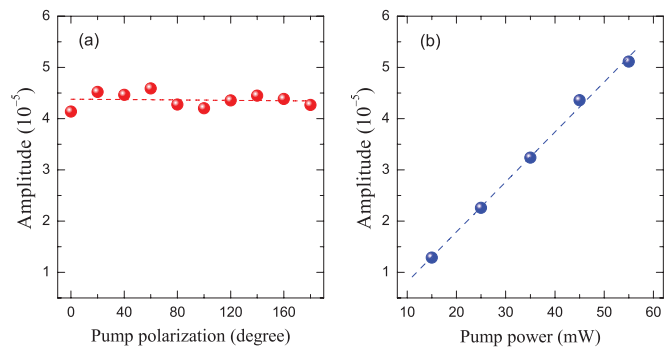 (a)
Amplitude (10⁻⁵)
6
5
4
3
2
1
0 40 80 120 160
Pump polarization (degree)
(b)
Amplitude (10⁻⁵)
6
5
4
3
2
1
10 20 30 40 50 60
Pump power (mW)